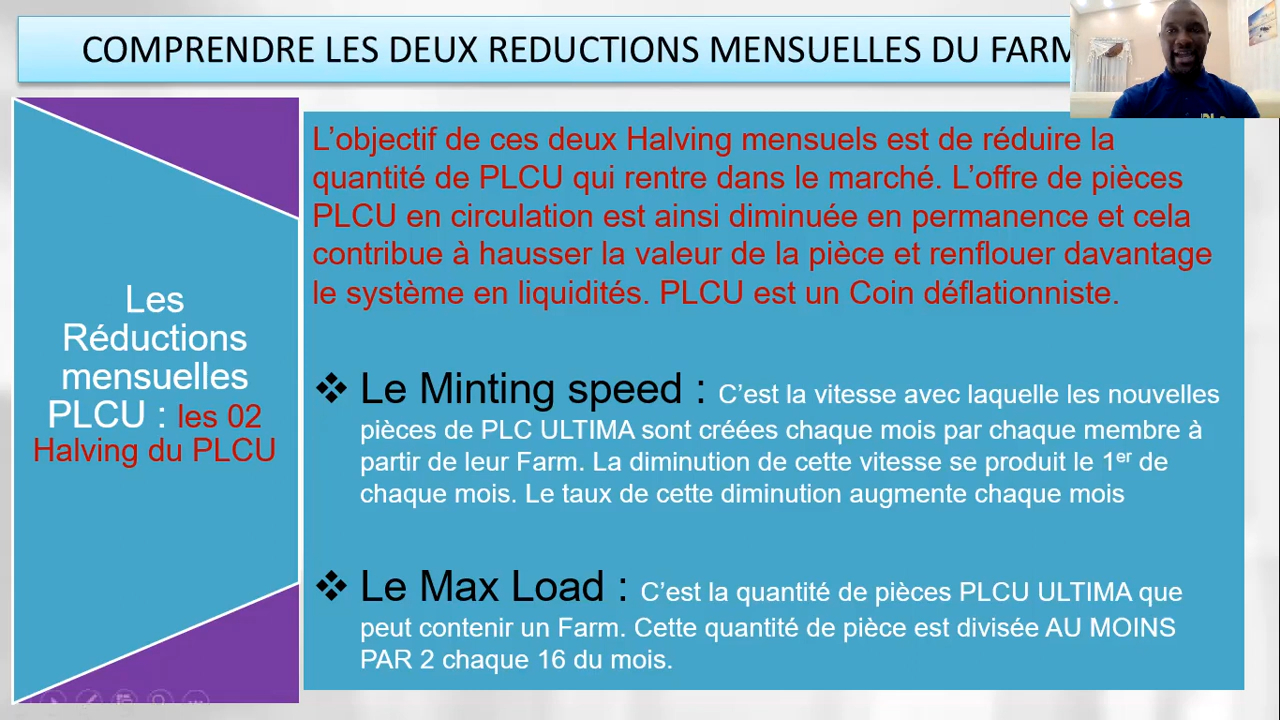 COMPRENDRE LES DEUX REDUCTIONS MENSUELLES DU FARM
Les
Réductions
mensuelles
PLCU : les 02
Halving du PLCU
L’objectif de ces deux Halving mensuels est de réduire la
quantité de PLCU qui rentre dans le marché. L’offre de pièces
PLCU en circulation est ainsi diminuée en permanence et cela
contribue à hausser la valeur de la pièce et renflouer davantage
le système en liquidités. PLCU est un Coin déflationniste.
❖ Le Minting speed : C’est la vitesse avec laquelle les nouvelles
pièces de PLC ULTIMA sont créées chaque mois par chaque membre à
partir de leur Farm. La diminution de cette vitesse se produit le 1er de
chaque mois. Le taux de cette diminution augmente chaque mois
❖ Le Max Load : C’est la quantité de pièces PLCU ULTIMA que
peut contenir un Farm. Cette quantité de pièce est divisée AU MOINS
PAR 2 chaque 16 du mois.